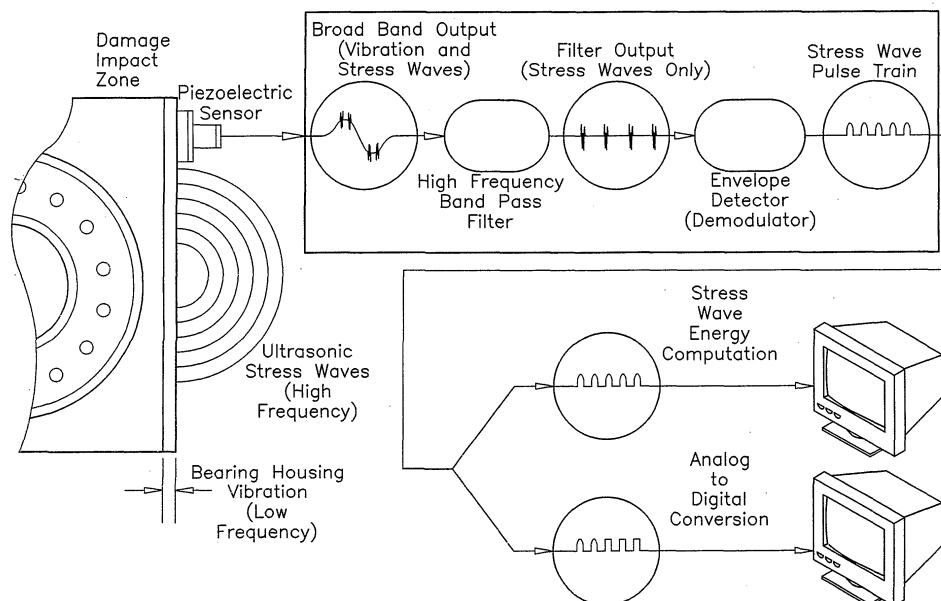 Damage
Impact
Zone
Piezoelectric
Sensor
Broad Band Output
(Vibration and
Stress Waves)
High Frequency
Band Pass
Filter
Filter Output
(Stress Waves Only)
Envelope
Detector
(Demodulator)
Stress Wave
Pulse Train
Ultrasonic
Stress Waves
(High
Frequency)
Bearing Housing
Vibration
(Low
Frequency)
Stress
Wave
Energy
Computation
Analog
to
Digital
Conversion